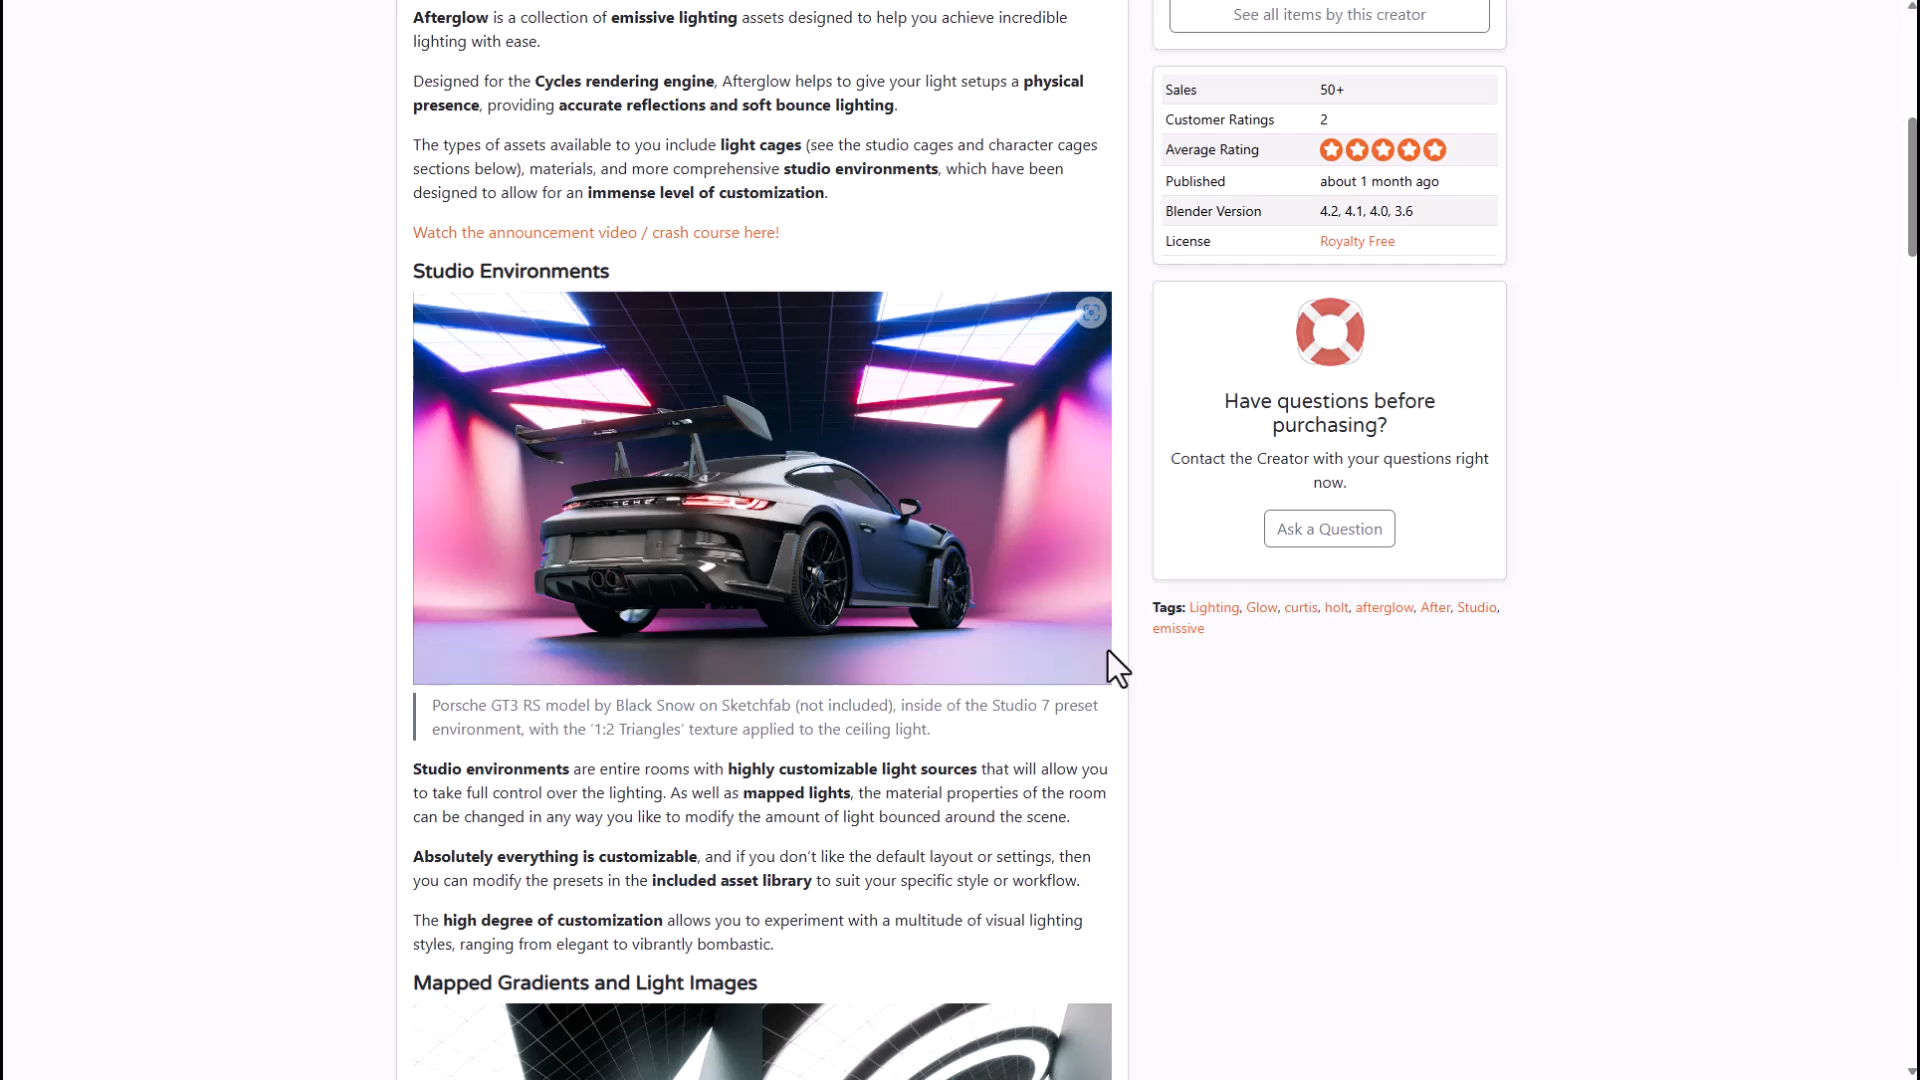 Afterglow is a collection of emissive lighting assets designed to help you achieve incredible
lighting with ease.
Designed for the Cycles rendering engine, Afterglow helps to give your light setups a physical
presence, providing accurate reflections and soft bounce lighting.
The types of assets available to you include light cages (see the studio cages and character cages
sections below), materials, and more comprehensive studio environments, which have been
designed to allow for an immense level of customization.
Watch the announcement video / crash course here!
Studio Environments
Porsche GT3 RS model by Black Snow on Sketchfab (not included), inside of the Studio 7 preset
environment, with the '1:2 Triangles' texture applied to the ceiling light.
Studio environments are entire rooms with highly customizable light sources that will allow you
to take full control over the lighting. As well as mapped lights, the material properties of the room
can be changed in any way you like to modify the amount of light bounced around the scene.
Absolutely everything is customizable, and if you don't like the default layout or settings, then
you can modify the presets in the included asset library to suit your specific style or workflow.
The high degree of customization allows you to experiment with a multitude of visual lighting
styles, ranging from elegant to vibrantly bombastic.
Mapped Gradients and Light Images
See all items by this creator
Sales 50+
Customer Ratings 2
Average Rating
Published about 1 month ago
Blender Version 4.2, 4.1, 4.0, 3.6
License Royalty Free
Have questions before
purchasing?
Contact the Creator with your questions right
now.
Ask a Question
Tags: Lighting, Glow, curtis, holt, afterglow, After, Studio,
emissive